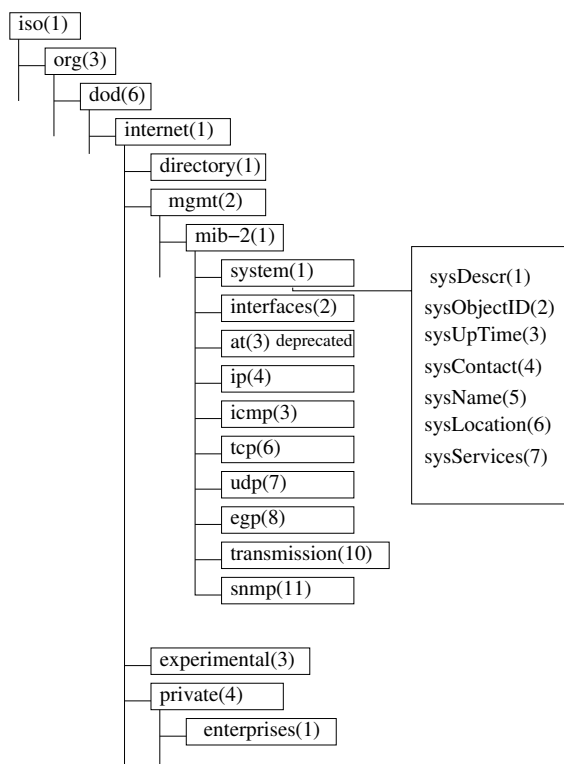 iso(1)
org(3)
dod(6)
internet(1)
directory(1)
mgmt(2)
mib−2(1)
system(1)
interfaces(2)
at(3) deprecated
ip(4)
icmp(3)
tcp(6)
udp(7)
egp(8)
transmission(10)
snmp(11)
sysDescr(1)
sysObjectID(2)
sysUpTime(3)
sysContact(4)
sysName(5)
sysLocation(6)
sysServices(7)
experimental(3)
private(4)
enterprises(1)